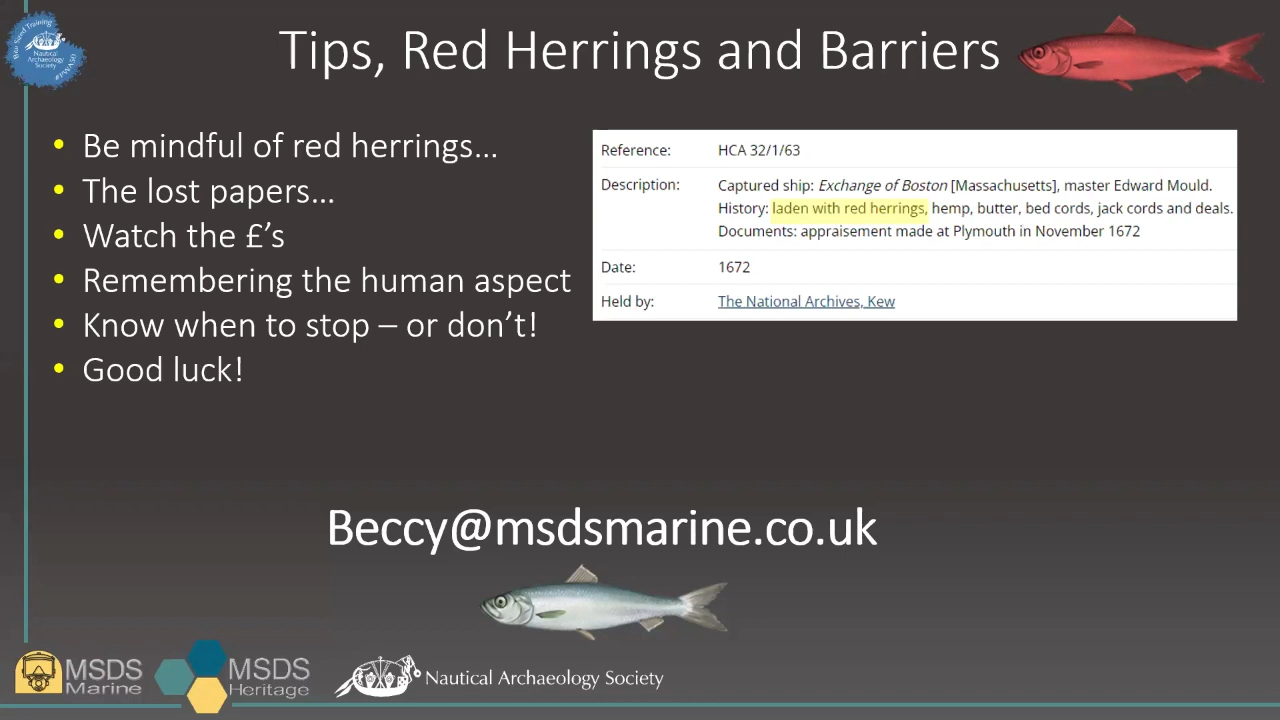 Tips, Red Herrings and Barriers
Nautical
Archaeology
Society
• Be mindful of red herrings...
• The lost papers...
• Watch the £'s
• Remembering the human aspect
• Know when to stop – or don't!
• Good luck!
Reference: HCA 32/1/63
Description: Captured ship: Exchange of Boston [Massachusetts], master Edward Mould.
History: laden with red herrings, hemp, butter, bed cords, jack cords and deals.
Documents: appraisement made at Plymouth in November 1672
Date: 1672
Held by: The National Archives, Kew
Beccy@msdsmarine.co.uk
MSDS
Marine
MSDS
Heritage
Nautical Archaeology Society